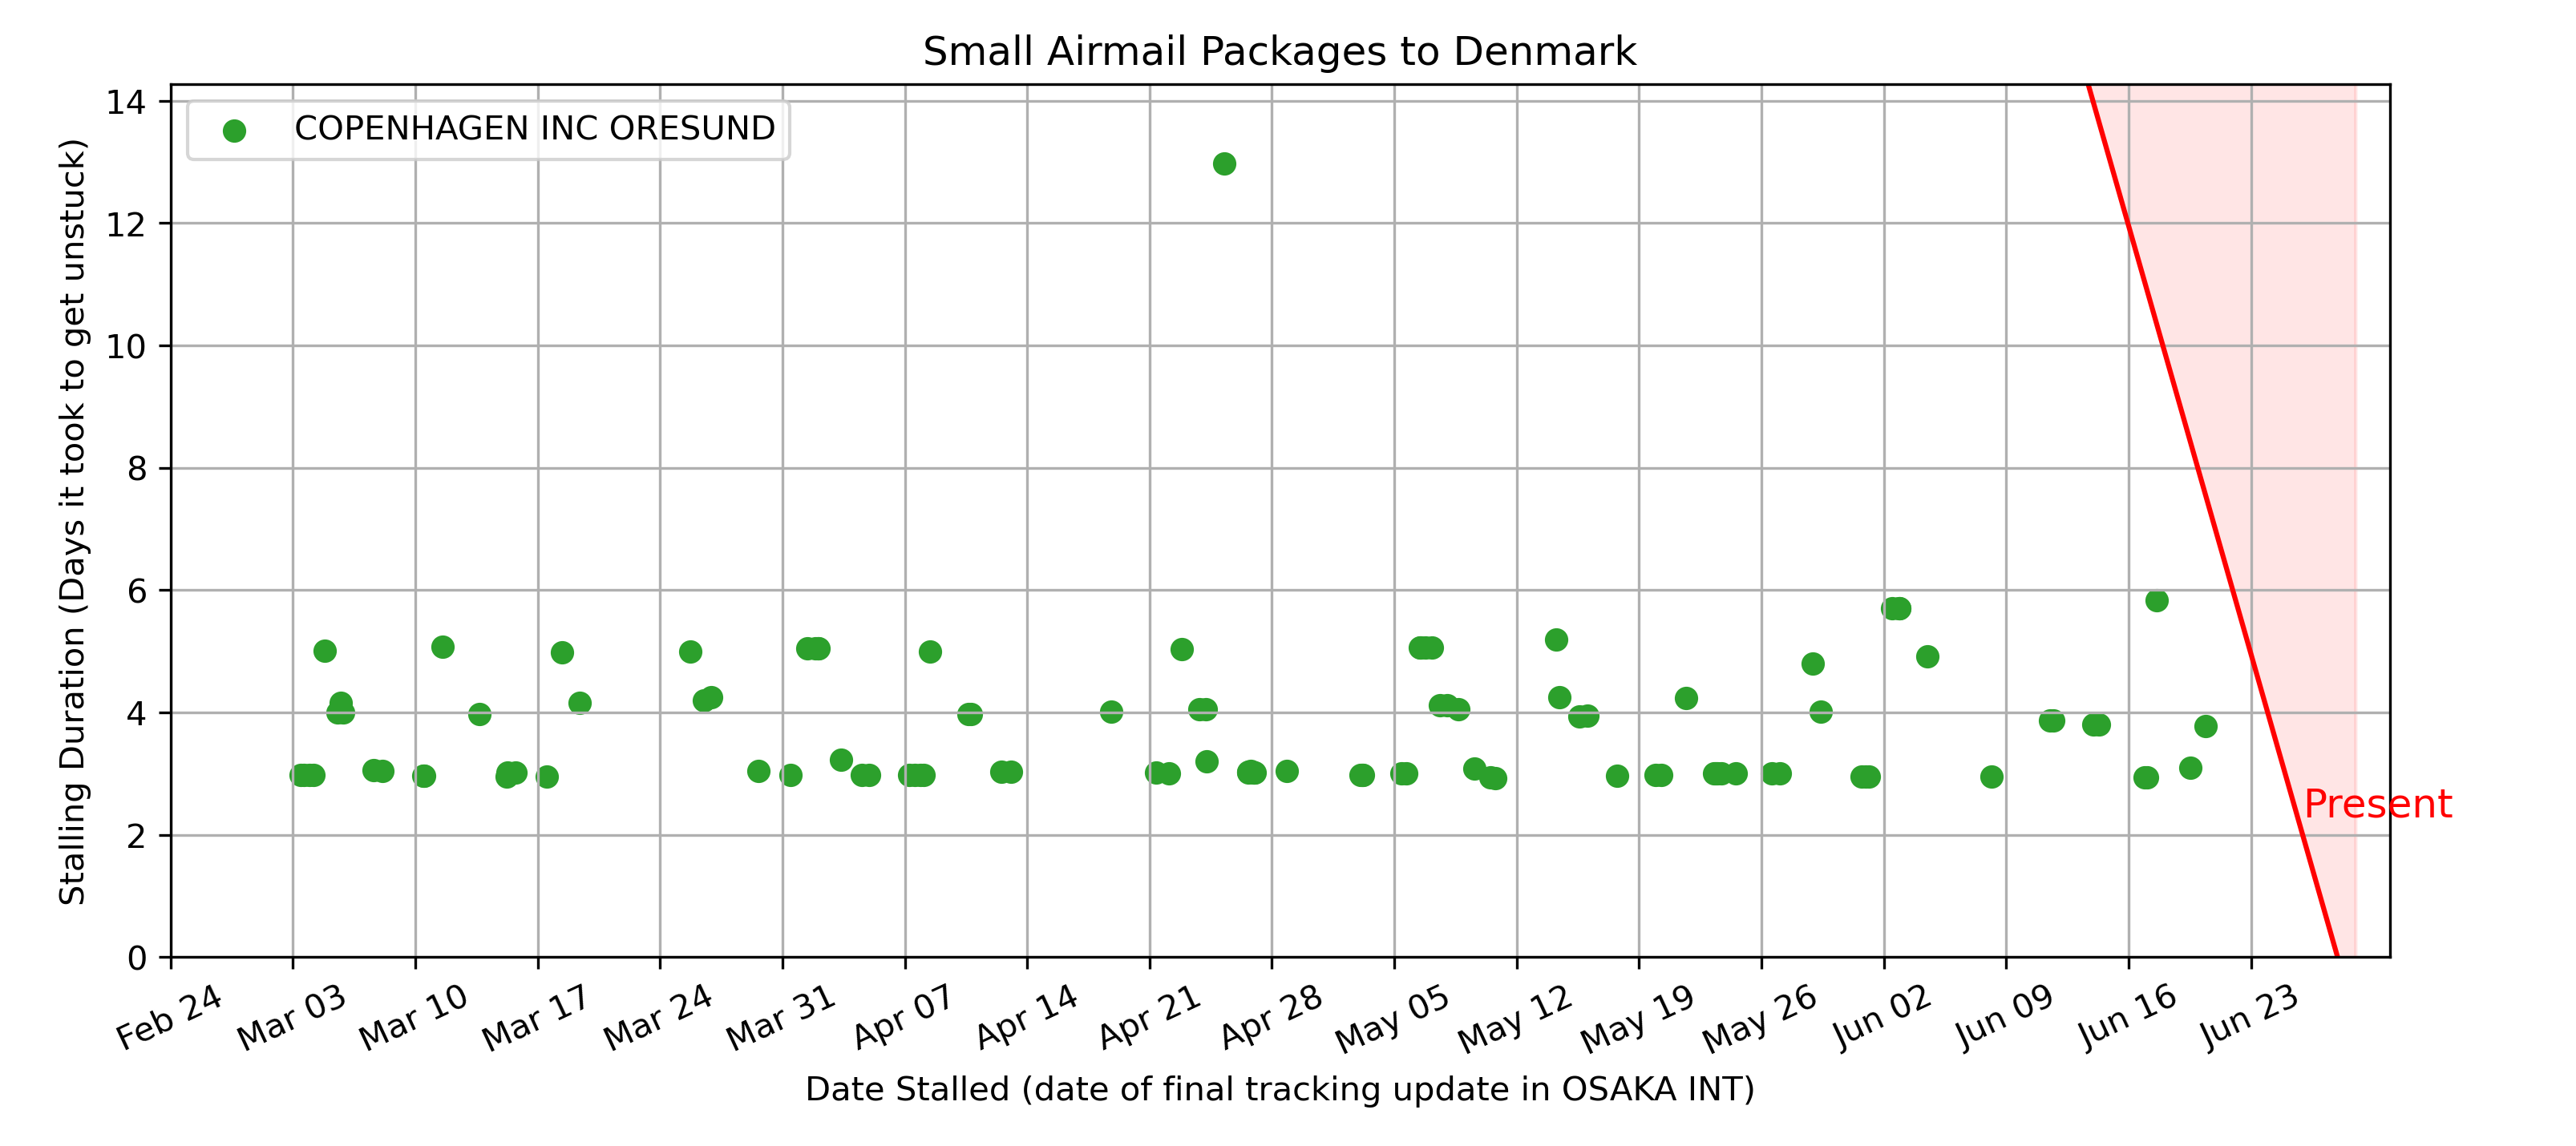 Small Airmail Packages to Denmark
COPENHAGEN INC ORESUND
Stalling Duration (Days it took to get unstuck)
14
12
10
8
6
4
2
0
Present
Feb 24
Mar 03
Mar 10
Mar 17
Mar 24
Mar 31
Apr 07
Apr 14
Apr 21
Apr 28
May 05
May 12
May 19
May 26
Jun 02
Jun 09
Jun 16
Jun 23
Date Stalled (date of final tracking update in OSAKA INT)